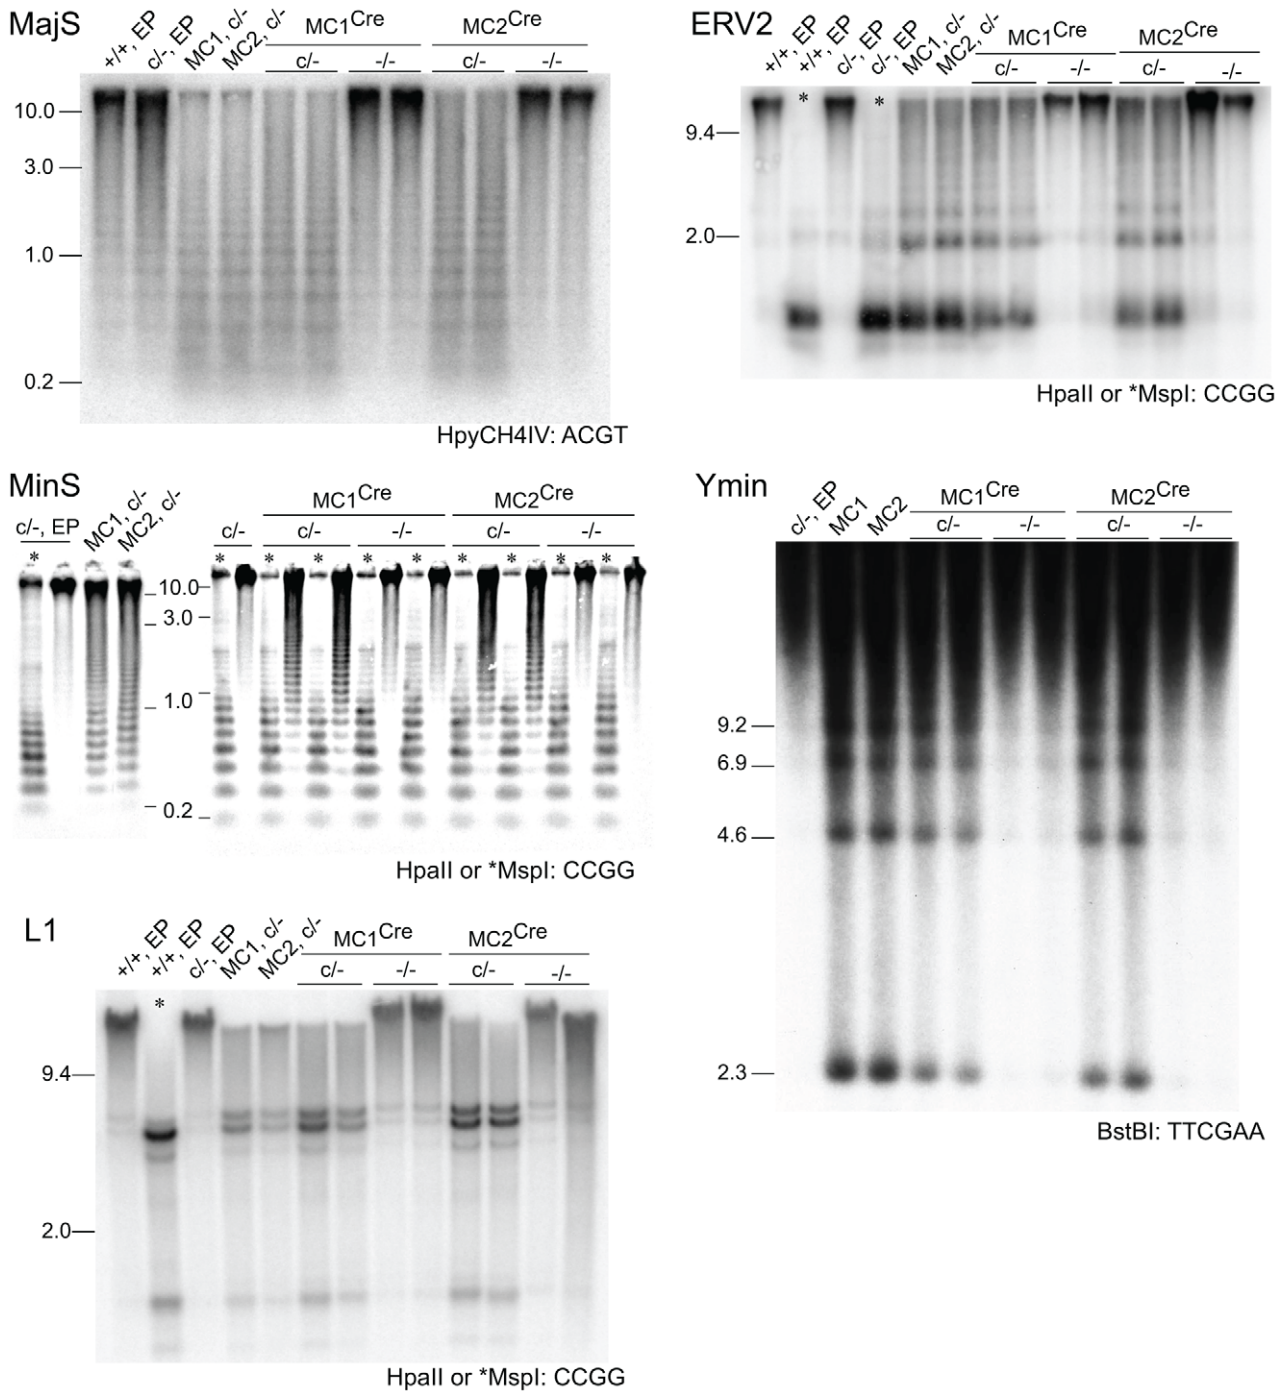 MajS
+/+, EP
c/-, EP
MC1, c/-
MC2, c/-
MC1Cre
MC2Cre
c/-
-/-
c/-
-/-
10.0
3.0
1.0
0.2
HpyCH4IV: ACGT
ERV2
+/+, EP
+/+, EP
c/-, EP
c/-, EP
MC1, c/-
MC2, c/-
MC1Cre
MC2Cre
c/-
-/-
c/-
-/-
* *
9.4
2.0
HpaII or *MspI: CCGG
MinS
c/-, EP
MC1, c/-
MC2, c/-
MC1Cre
MC2Cre
c/-
c/-
-/-
c/-
-/-
*
* * * * * * * * *
10.0
3.0
1.0
0.2
HpaII or *MspI: CCGG
Ymin
c/-, EP
MC1
MC2
MC1Cre
MC2Cre
c/-
-/-
c/-
-/-
9.2
6.9
4.6
2.3
BstBI: TTCGAA
L1
+/+, EP
+/+, EP
c/-, EP
MC1, c/-
MC2, c/-
MC1Cre
MC2Cre
c/-
-/-
c/-
-/-
*
9.4
2.0
HpaII or *MspI: CCGG